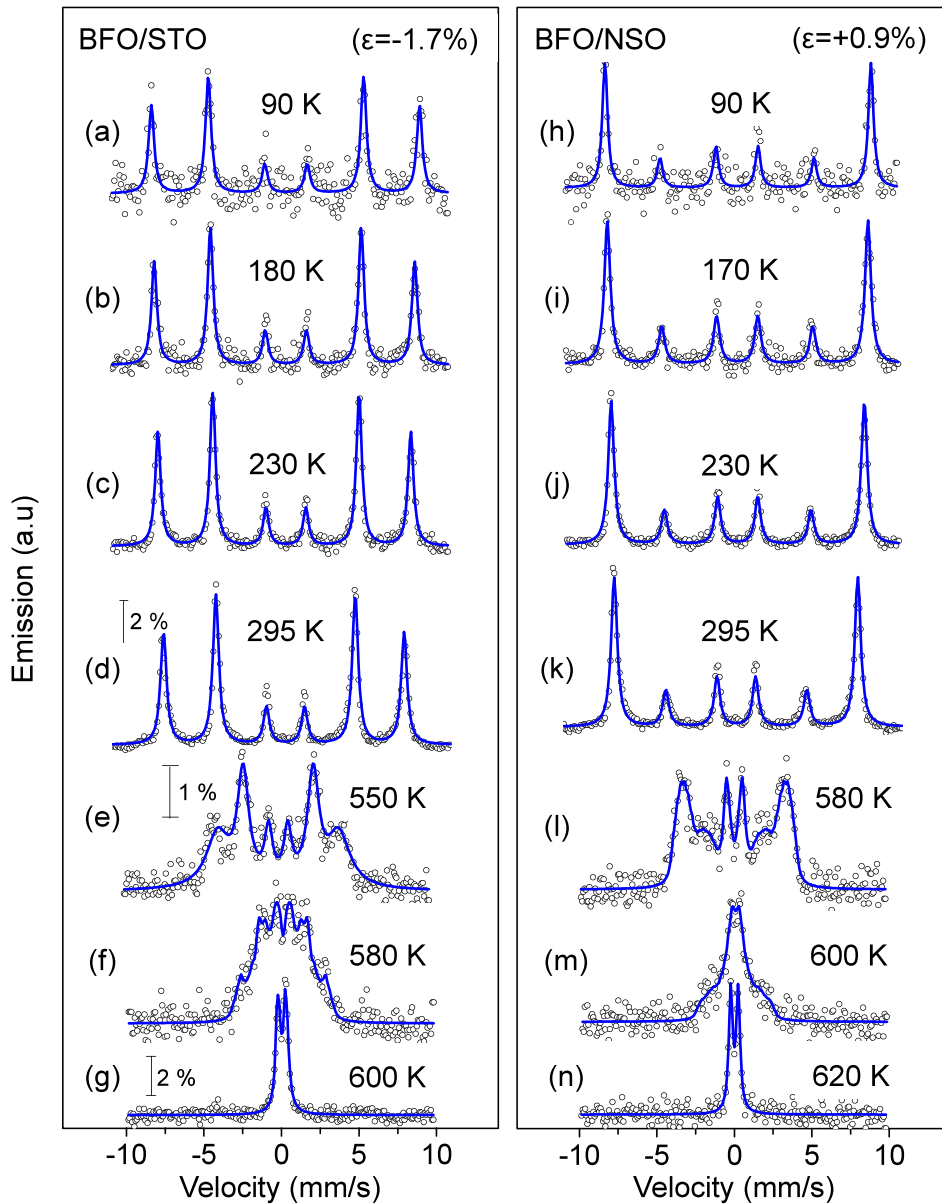 BFO/STO (ε=-1.7%)
(a) 90 K
(b) 180 K
(c) 230 K
2 %
(d) 295 K
(e) 1 % 550 K
(f) 580 K
(g) 2 % 600 K
-10 -5 0 5 10
Velocity (mm/s)
Emission (a.u)
BFO/NSO (ε=+0.9%)
(h) 90 K
(i) 170 K
(j) 230 K
(k) 295 K
(l) 580 K
(m) 600 K
(n) 620 K
-10 -5 0 5 10
Velocity (mm/s)